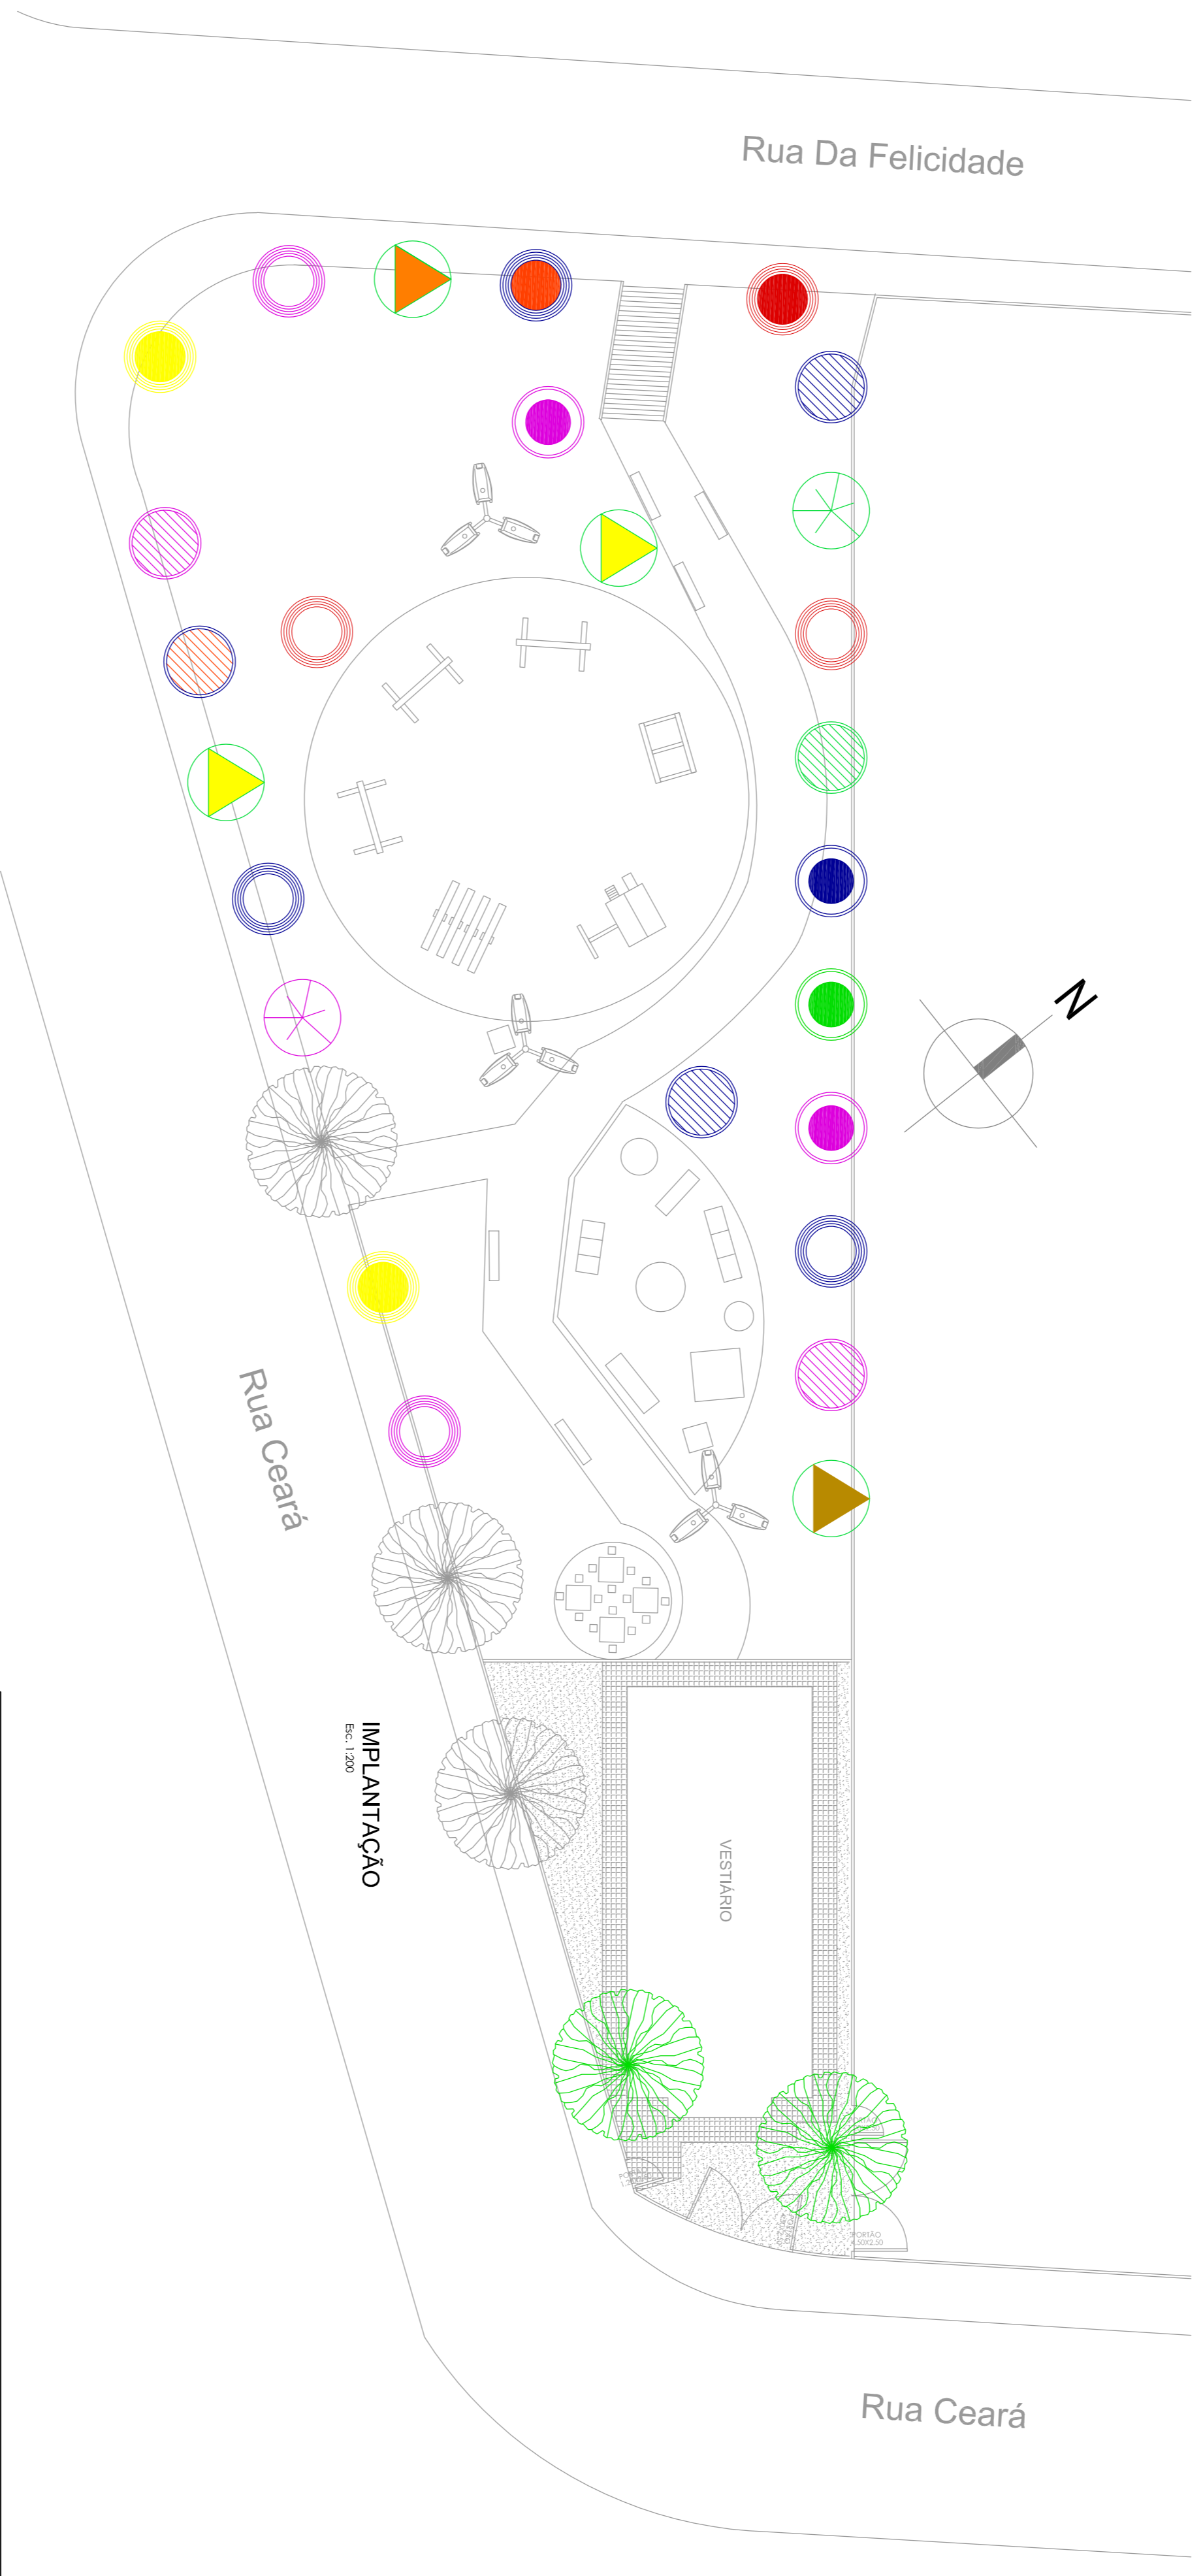 Rua Da Felicidade
N
Rua Ceará
IMPLANTAÇÃO
Esc. 1:200
VESTIÁRIO
PORTÃO
Rua Ceará